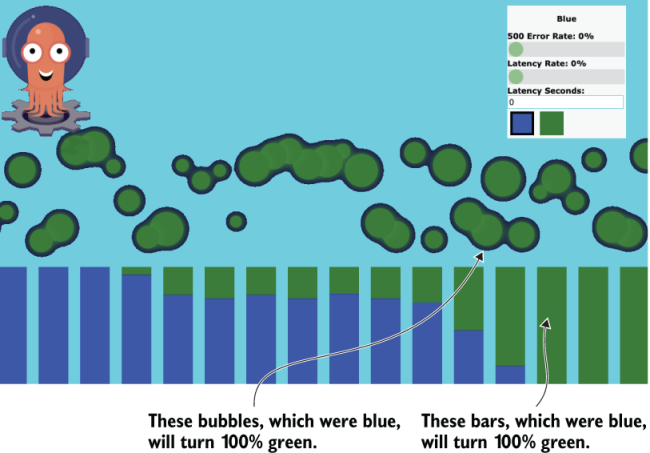 Blue
500 Error Rate: 0%
Latency Rate: 0%
Latency Seconds:
0
These bubbles, which were blue,
will turn 100% green.
These bars, which were blue,
will turn 100% green.